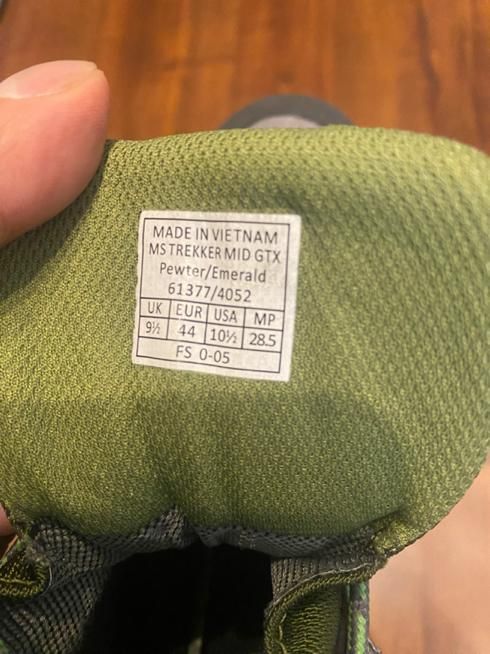 MADE IN VIETNAM
MS TREKKER MID GTX
Pewter/Emerald
61377/4052
UK EUR USA MP
9½ 44 10½ 28.5
FS 0-05